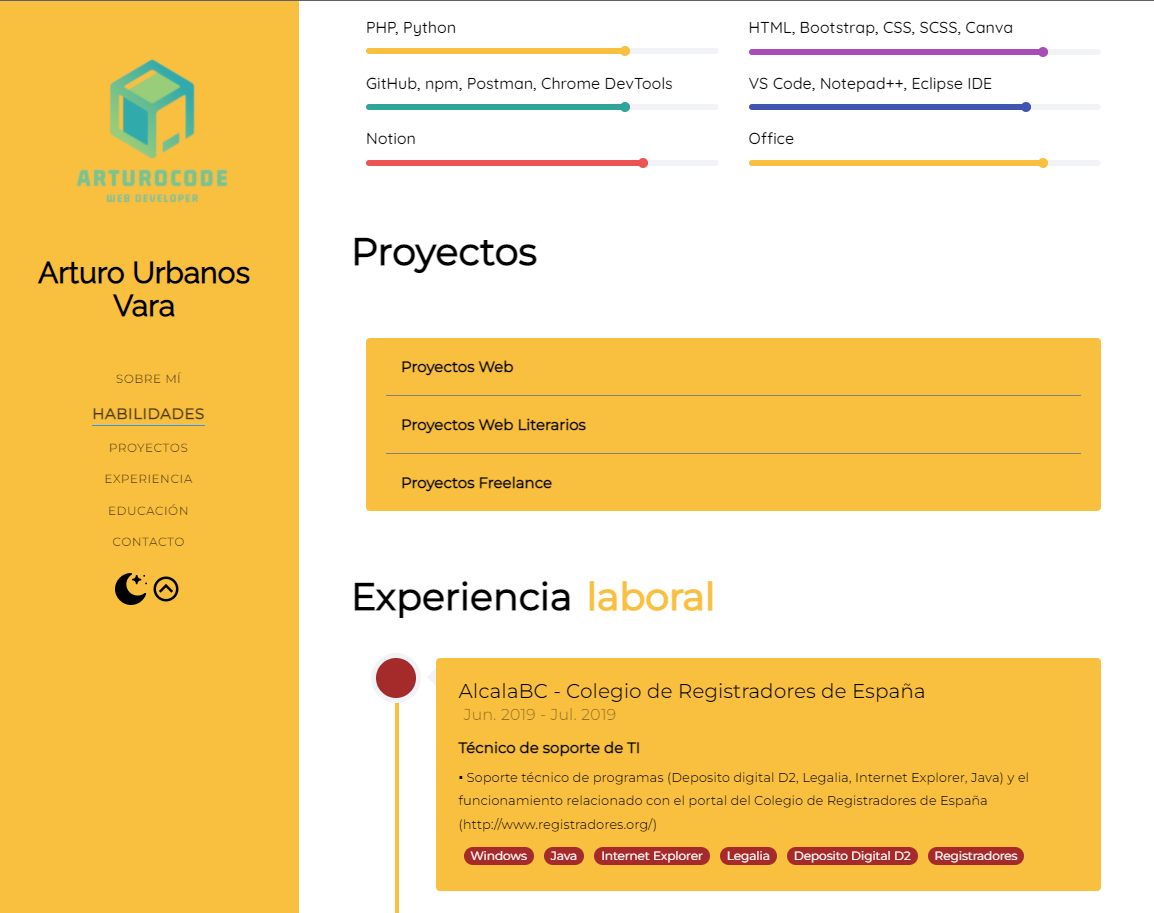 ARTUROCODE
WEB DEVELOPER
Arturo Urbanos
Vara
SOBRE MÍ
HABILIDADES
PROYECTOS
EXPERIENCIA
EDUCACIÓN
CONTACTO
PHP, Python
HTML, Bootstrap, CSS, SCSS, Canva
GitHub, npm, Postman, Chrome DevTools
VS Code, Notepad++, Eclipse IDE
Notion
Office
Proyectos
Proyectos Web
Proyectos Web Literarios
Proyectos Freelance
Experiencia laboral
AlcalaBC - Colegio de Registradores de España
Jun. 2019 - Jul. 2019
Técnico de soporte de TI
• Soporte técnico de programas (Deposito digital D2, Legalia, Internet Explorer, Java) y el
funcionamiento relacionado con el portal del Colegio de Registradores de España
(http://www.registradores.org/)
Windows Java Internet Explorer Legalia Deposito Digital D2 Registradores